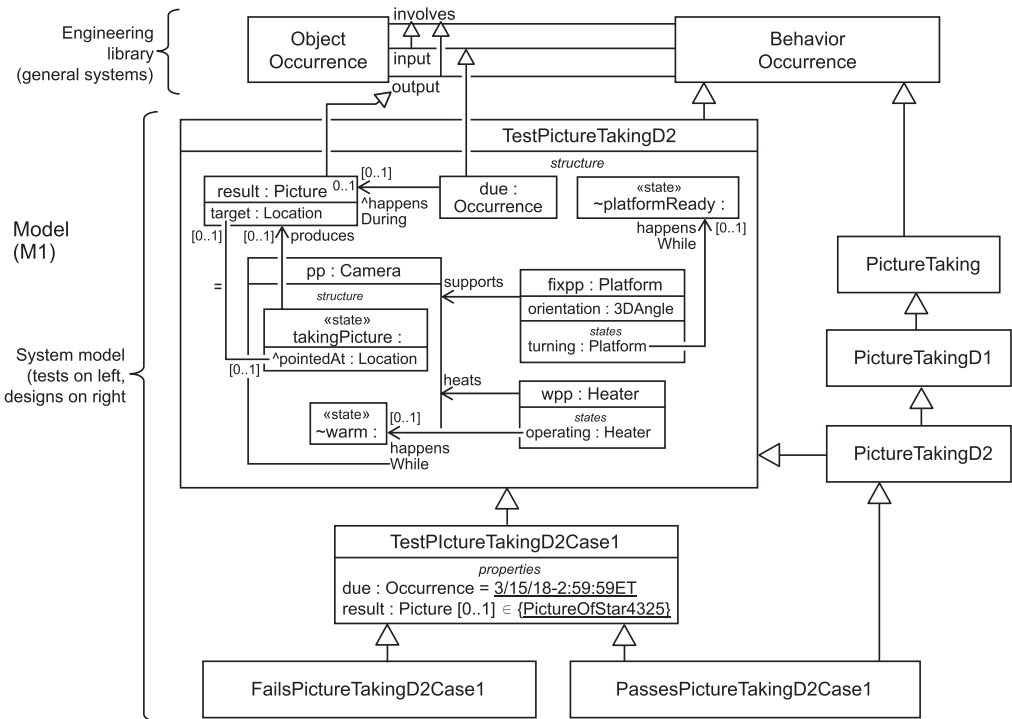 Engineering
library
(general systems)
Object
Occurrence
involves
input
output
Behavior
Occurrence
Model
(M1)
System model
(tests on left,
designs on right
TestPictureTakingD2
structure
result : Picture
0..1
[0..1]
target : Location
^happens
During
due :
Occurrence
«state»
~platformReady :
happens
While
[0..1]
[0..1]
[0..1]
produces
=
pp : Camera
structure
«state»
takingPicture :
^pointedAt : Location
[0..1]
supports
fixpp : Platform
orientation : 3DAngle
states
turning : Platform
heats
wpp : Heater
states
operating : Heater
«state»
~warm :
[0..1]
happens
While
PictureTaking
PictureTakingD1
PictureTakingD2
TestPIctureTakingD2Case1
properties
due : Occurrence = 3/15/18-2:59:59ET
result : Picture [0..1] ∈ {PictureOfStar4325}
FailsPictureTakingD2Case1
PassesPictureTakingD2Case1